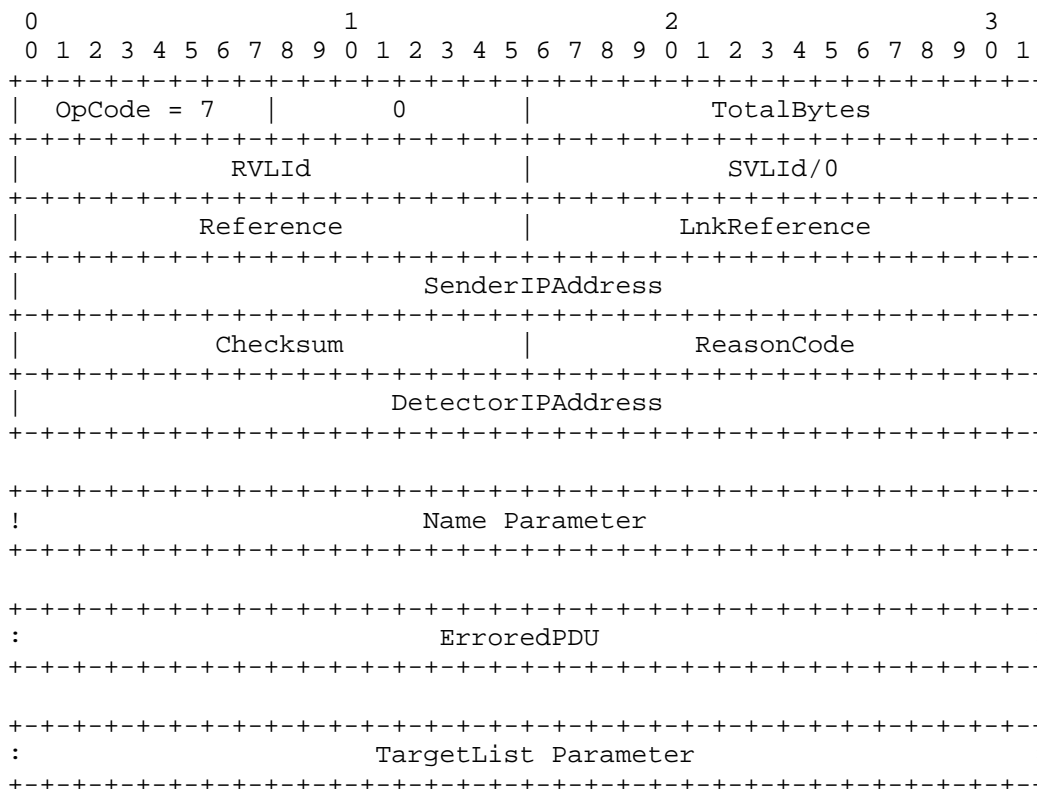 0                   1                   2                   3
 0 1 2 3 4 5 6 7 8 9 0 1 2 3 4 5 6 7 8 9 0 1 2 3 4 5 6 7 8 9 0 1
+-+-+-+-+-+-+-+-+-+-+-+-+-+-+-+-+-+-+-+-+-+-+-+-+-+-+-+-+-+-+-+--
|  OpCode = 7   |       0       |           TotalBytes
+-+-+-+-+-+-+-+-+-+-+-+-+-+-+-+-+-+-+-+-+-+-+-+-+-+-+-+-+-+-+-+--
|             RVLId             |            SVLId/0
+-+-+-+-+-+-+-+-+-+-+-+-+-+-+-+-+-+-+-+-+-+-+-+-+-+-+-+-+-+-+-+--
|           Reference           |         LnkReference
+-+-+-+-+-+-+-+-+-+-+-+-+-+-+-+-+-+-+-+-+-+-+-+-+-+-+-+-+-+-+-+--
|                         SenderIPAddress
+-+-+-+-+-+-+-+-+-+-+-+-+-+-+-+-+-+-+-+-+-+-+-+-+-+-+-+-+-+-+-+--
|            Checksum           |          ReasonCode
+-+-+-+-+-+-+-+-+-+-+-+-+-+-+-+-+-+-+-+-+-+-+-+-+-+-+-+-+-+-+-+--
|                       DetectorIPAddress
+-+-+-+-+-+-+-+-+-+-+-+-+-+-+-+-+-+-+-+-+-+-+-+-+-+-+-+-+-+-+-+--

+-+-+-+-+-+-+-+-+-+-+-+-+-+-+-+-+-+-+-+-+-+-+-+-+-+-+-+-+-+-+-+--
!                         Name Parameter
+-+-+-+-+-+-+-+-+-+-+-+-+-+-+-+-+-+-+-+-+-+-+-+-+-+-+-+-+-+-+-+--

+-+-+-+-+-+-+-+-+-+-+-+-+-+-+-+-+-+-+-+-+-+-+-+-+-+-+-+-+-+-+-+--
:                          ErroredPDU
+-+-+-+-+-+-+-+-+-+-+-+-+-+-+-+-+-+-+-+-+-+-+-+-+-+-+-+-+-+-+-+--

+-+-+-+-+-+-+-+-+-+-+-+-+-+-+-+-+-+-+-+-+-+-+-+-+-+-+-+-+-+-+-+--
:                      TargetList Parameter
+-+-+-+-+-+-+-+-+-+-+-+-+-+-+-+-+-+-+-+-+-+-+-+-+-+-+-+-+-+-+-+--